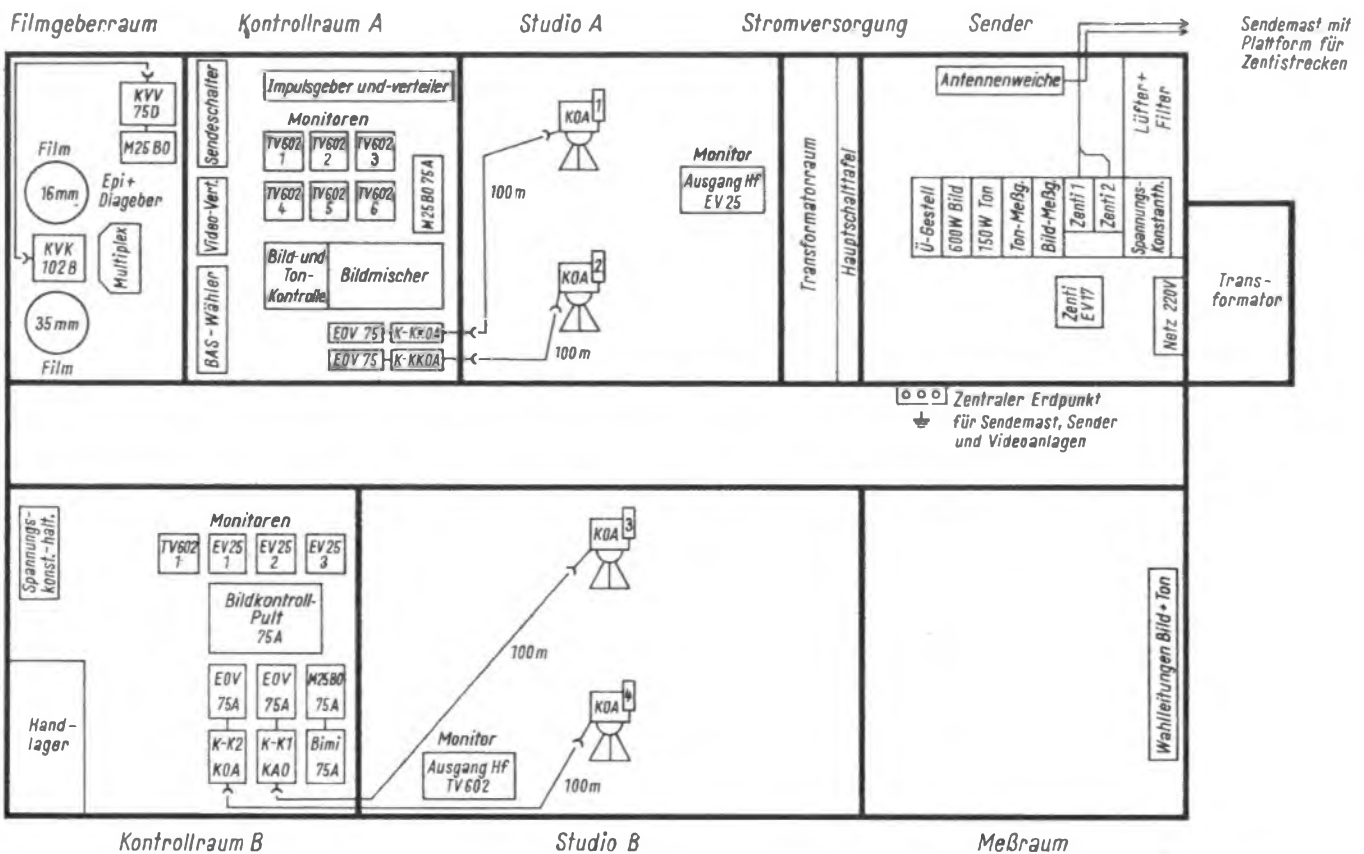 Filmgeberraum
Kontrollraum A
Studio A
Stromversorgung
Sender
Sendemast mit
Plattform für
Zentistrecken
KVV
75D
M25 BO
Film
16mm
Epi+
Diageber
KVK
102 B
Multiplex
35mm
Film
Sendeschalter
Video-Vert.
BAS-Wähler
Impulsgeber und-verteiler
Monitoren
TV602
1
TV602
2
TV602
3
TV602
4
TV602
5
TV602
6
M25 BO 75A
Bild-und
Ton-
Kontrolle
Bildmischer
EOV 75
K-KKOA
EOV 75
K-KKOA
100 m
100 m
KOA
1
KOA
2
Monitor
Ausgang Hf
EV 25
Transformatorraum
Hauptschalttafel
Antennenweiche
Lüfter+
Filter
Ü-Gestell
600W Bild
150W Ton
Ton-Meßg.
Bild-Meßg.
Zenti 1
Zenti 2
Spannungs-
Konstanth.
Zenti
EV17
Netz 220V
Trans-
formator
Zentraler Erdpunkt
für Sendemast, Sender
und Videoanlagen
Spannungs-
konst.-halt.
Monitoren
TV602
1
EV25
1
EV25
2
EV25
3
Bildkontroll-
Pult
75A
EOV
75A
EOV
75A
M25BO
75A
K-K2
KOA
K-K1
KAO
Bimi
75A
Hand-
lager
KOA
3
100m
KOA
4
100m
Monitor
Ausgang Hf
TV 602
Wahlleitungen Bild+Ton
Kontrollraum B
Studio B
Meßraum